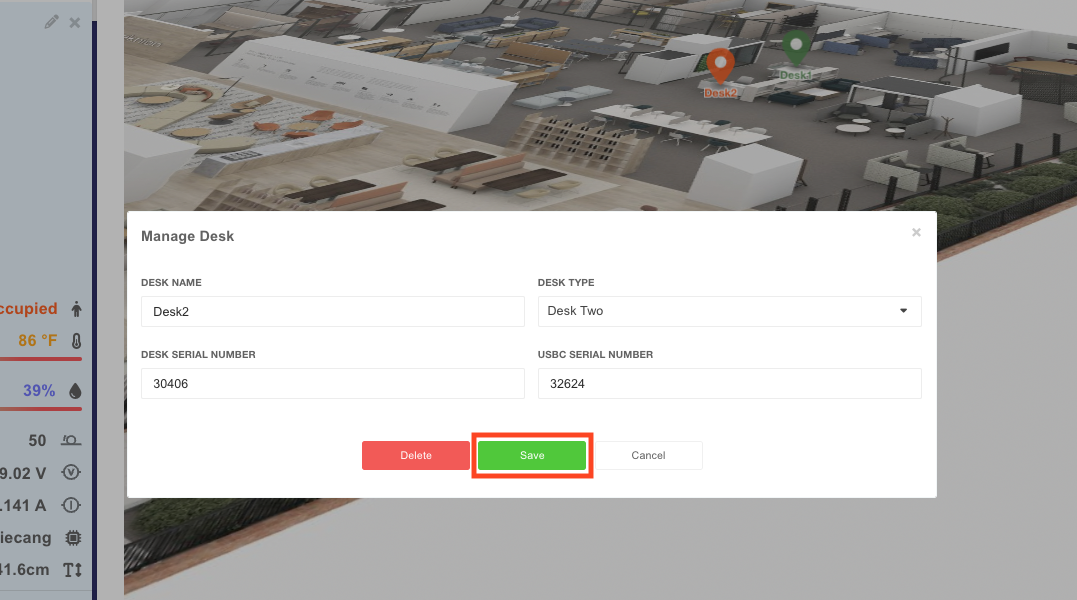 Desk1
Desk2
Manage Desk
×
DESK NAME
DESK TYPE
Desk2
Desk Two
DESK SERIAL NUMBER
USBC SERIAL NUMBER
30406
32624
Delete
Save
Cancel
ccupied
86 °F
39%
50
9.02 V
.141 A
iecang
41.6cm